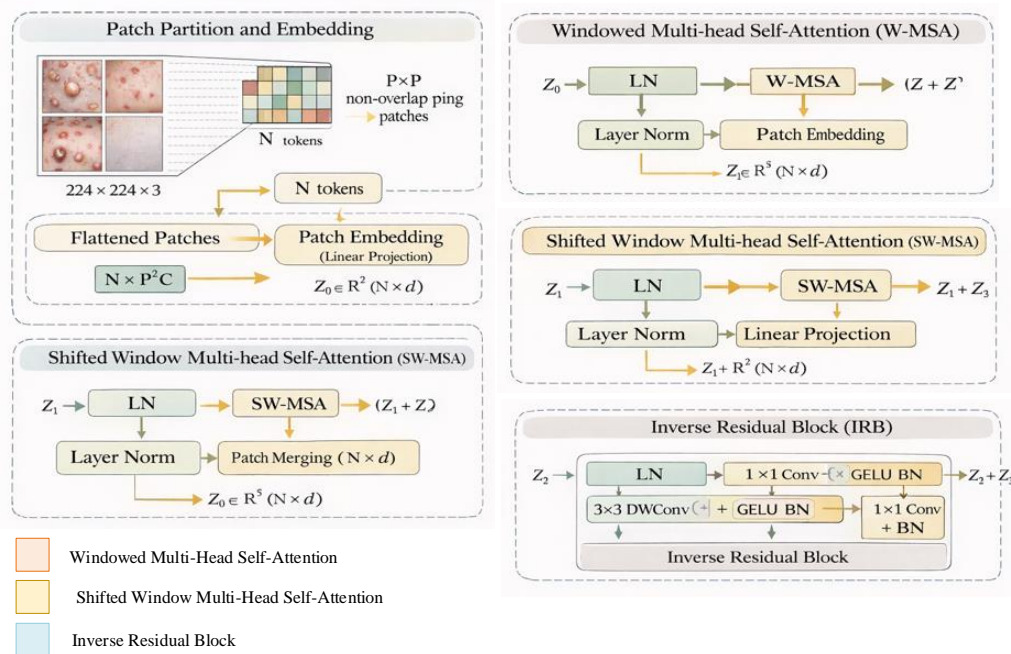 Patch Partition and Embedding
P×P
non-overlap ping
patches
N tokens
224 × 224 × 3
N tokens
Flattened Patches
Patch Embedding
(Linear Projection)
N × P²C
Z₀ ∈ R² (N × d)
Shifted Window Multi-head Self-Attention (SW-MSA)
Z₁ LN SW-MSA (Z₁ + Z)
Layer Norm Patch Merging (N × d)
Z₀ ∈ R⁵ (N × d)
Windowed Multi-Head Self-Attention
Shifted Window Multi-Head Self-Attention
Inverse Residual Block
Windowed Multi-head Self-Attention (W-MSA)
Z₀ LN W-MSA (Z + Z'
Layer Norm Patch Embedding
Z₁∈ R⁵ (N × d)
Shifted Window Multi-head Self-Attention (SW-MSA)
Z₁ LN SW-MSA Z₁ + Z₃
Layer Norm Linear Projection
Z₁ + R² (N × d)
Inverse Residual Block (IRB)
Z₂ LN 1×1 Conv (× GELU BN Z₂ + Z
3×3 DWConv + GELU BN
1×1 Conv
+ BN
Inverse Residual Block